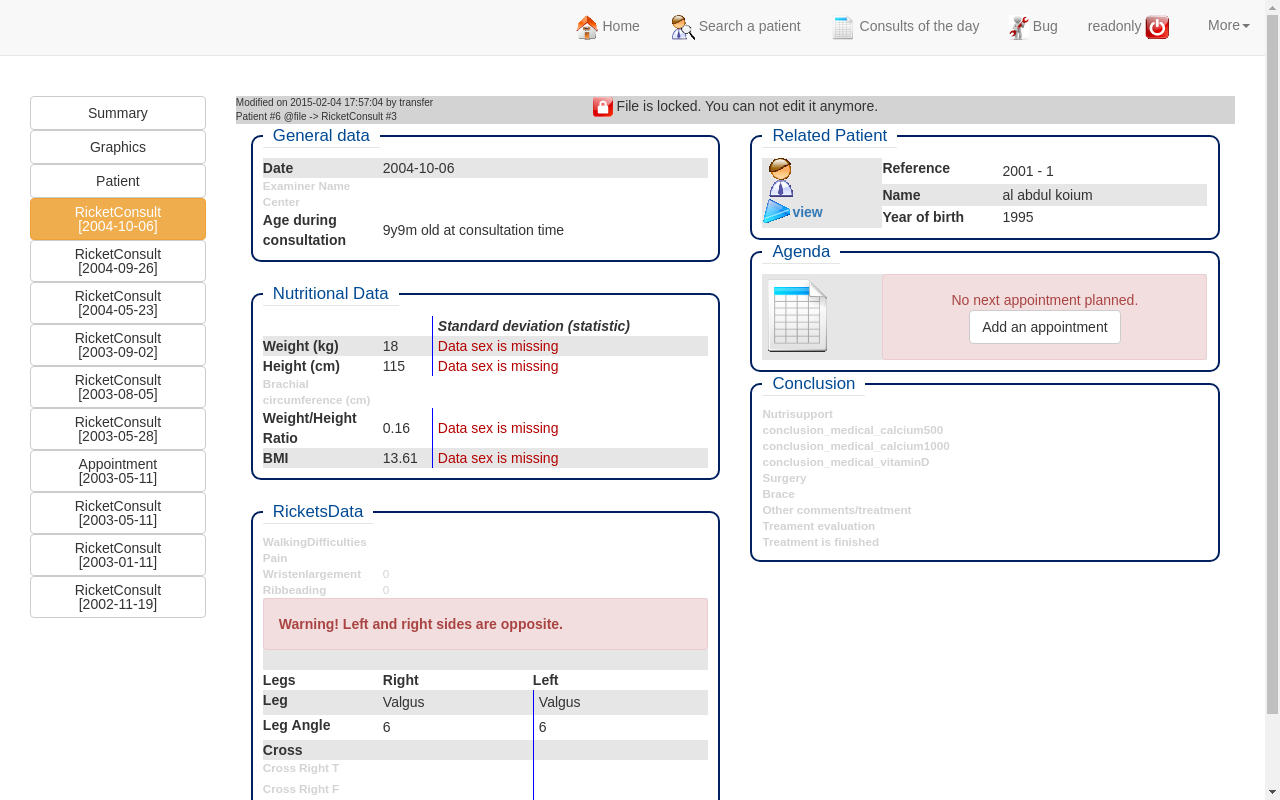 Home
Search a patient
Consults of the day
Bug
readonly
More
Summary
Graphics
Patient
RicketConsult
[2004-10-06]
RicketConsult
[2004-09-26]
RicketConsult
[2004-05-23]
RicketConsult
[2003-09-02]
RicketConsult
[2003-08-05]
RicketConsult
[2003-05-28]
Appointment
[2003-05-11]
RicketConsult
[2003-05-11]
RicketConsult
[2003-01-11]
RicketConsult
[2002-11-19]
Modified on 2015-02-04 17:57:04 by transfer
Patient #6 @file -> RicketConsult #3
File is locked. You can not edit it anymore.
General data
Date 2004-10-06
Examiner Name
Center
Age during
consultation 9y9m old at consultation time
Nutritional Data
Standard deviation (statistic)
Weight (kg) 18 Data sex is missing
Height (cm) 115 Data sex is missing
Brachial
circumference (cm)
Weight/Height
Ratio 0.16 Data sex is missing
BMI 13.61 Data sex is missing
RicketsData
WalkingDifficulties
Pain
Wristenlargement 0
Ribbeading 0
Warning! Left and right sides are opposite.
Legs Right Left
Leg Valgus Valgus
Leg Angle 6 6
Cross
Cross Right T
Cross Right F
Related Patient
view
Reference 2001 - 1
Name al abdul koium
Year of birth 1995
Agenda
No next appointment planned.
Add an appointment
Conclusion
Nutrisupport
conclusion_medical_calcium500
conclusion_medical_calcium1000
conclusion_medical_vitaminD
Surgery
Brace
Other comments/treatment
Treament evaluation
Treatment is finished